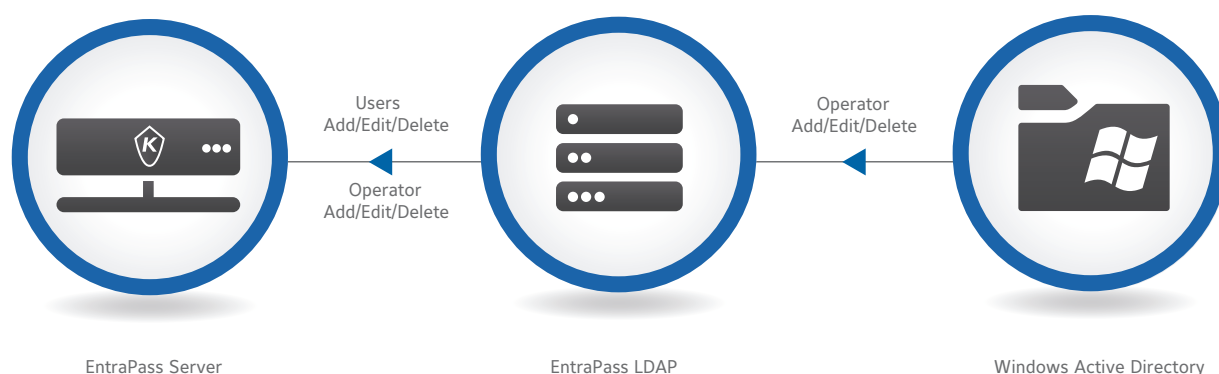 Users
Add/Edit/Delete
Operator
Add/Edit/Delete
Operator
Add/Edit/Delete
K
EntraPass Server
EntraPass LDAP
Windows Active Directory